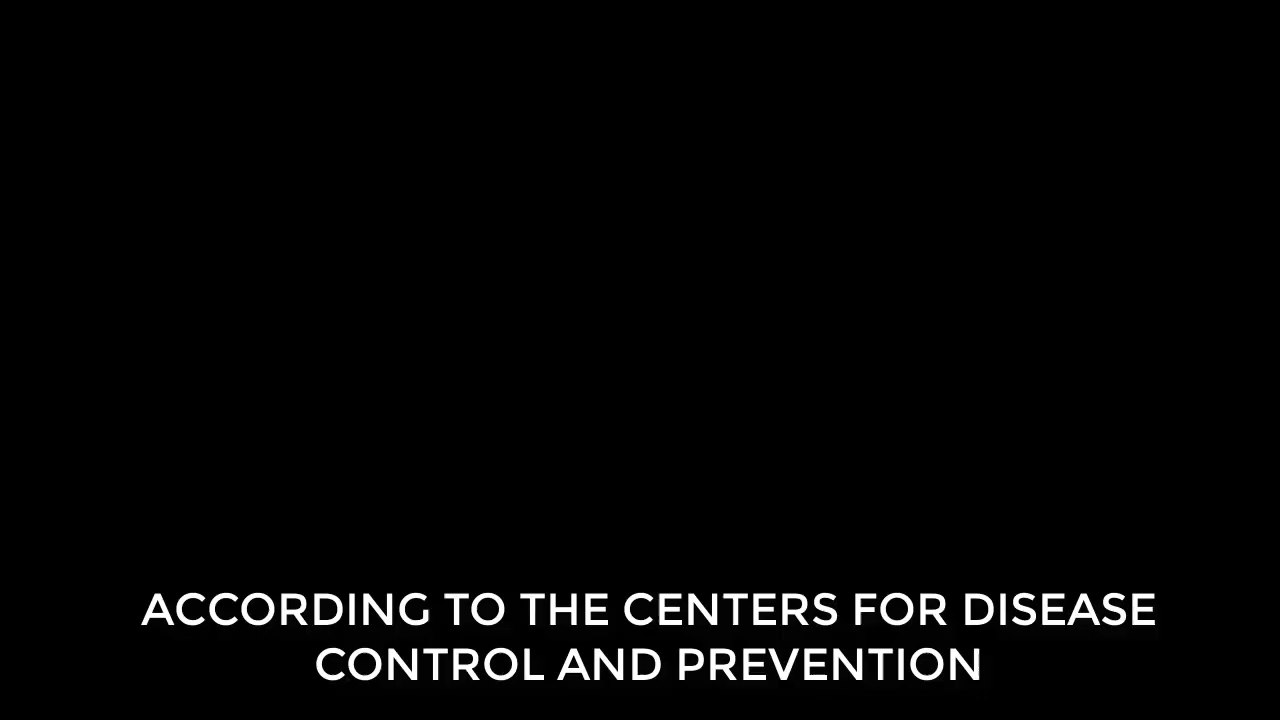 ACCORDING TO THE CENTERS FOR DISEASE
CONTROL AND PREVENTION